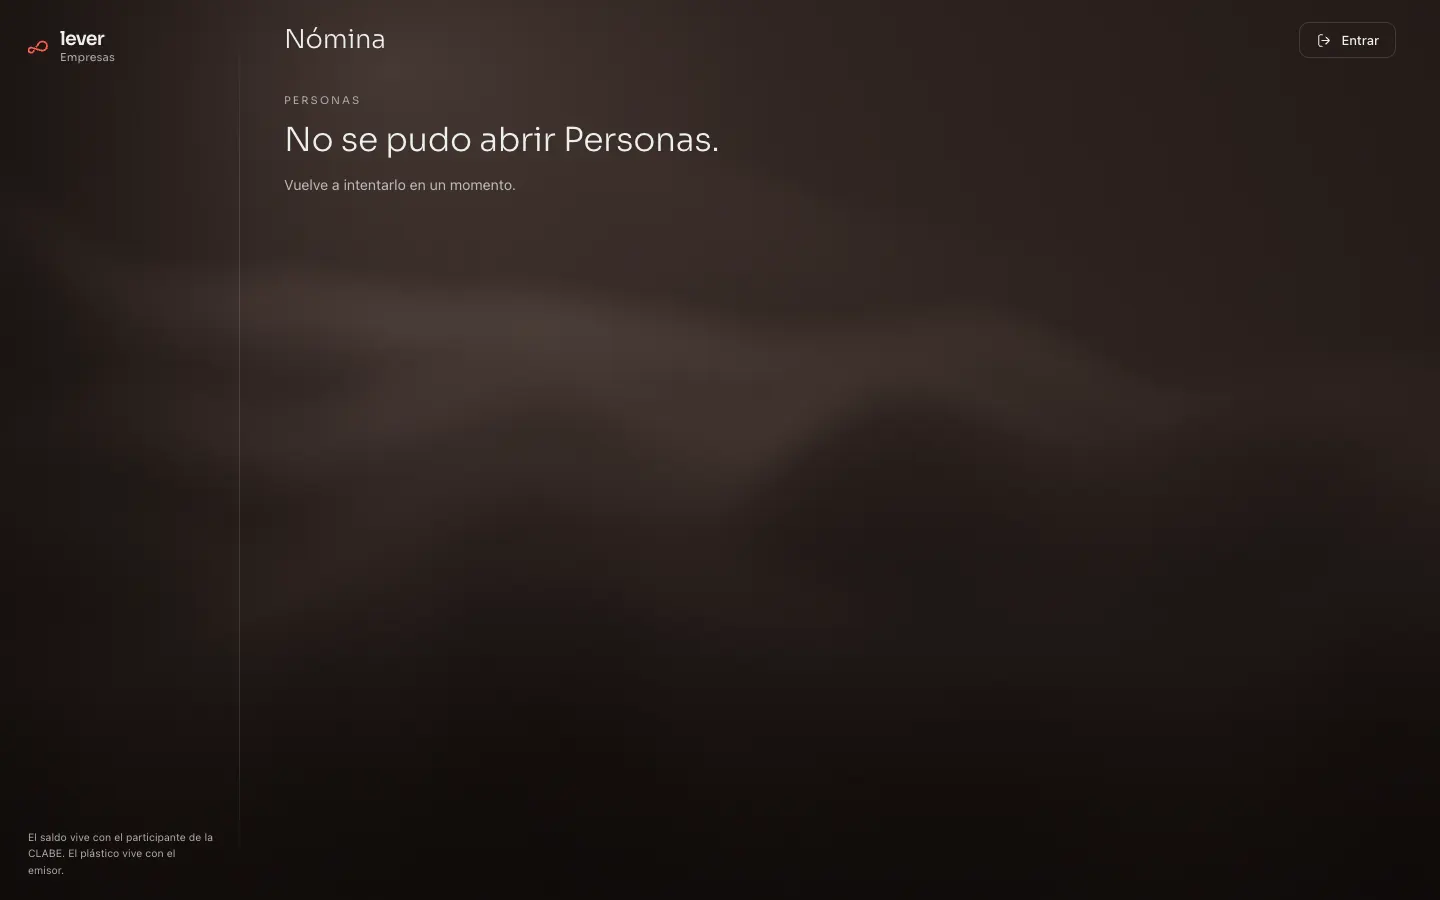 lever
Empresas
Nómina
Entrar
PERSONAS
No se pudo abrir Personas.
Vuelve a intentarlo en un momento.
El saldo vive con el participante de la
CLABE. El plástico vive con el
emisor.